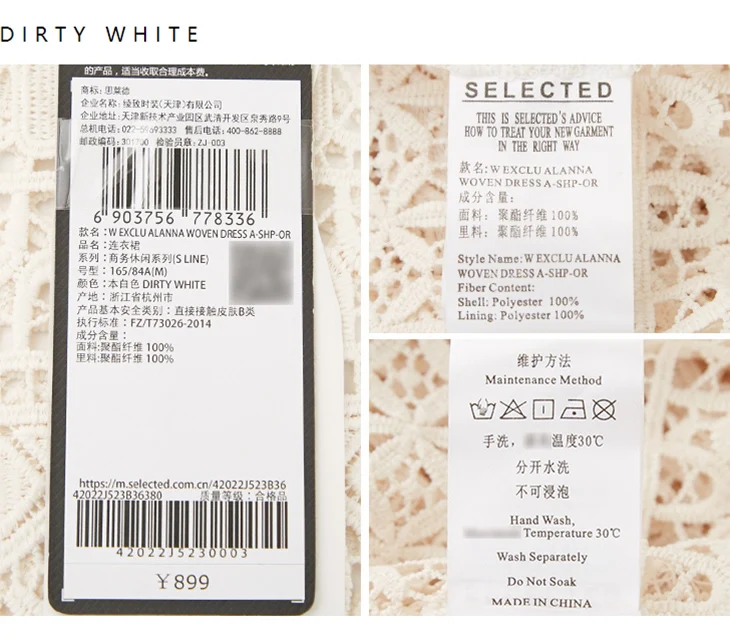 DIRTY WHITE
的产品，适当收取合理成本费。
商标：思莱德
企业名称：绫致时装(天津)有限公司
企业地址：天津新技术产业园区武清开发区泉秀路9号
总机电话：022-59693333 售后电话：400-862-8888
邮政编码：301700 检验员章：ZJ-003
6 903756 778336
款名：W EXCLU ALANNA WOVEN DRESS A-SHP-OR
品名：连衣裙
系列：商务休闲系列(S LINE)
号型：165/84A(M)
颜色：本白色 DIRTY WHITE
产地：浙江省杭州市
产品基本安全类别：直接接触皮肤B类
执行标准：FZ/T73026-2014
成分含量：
面料:聚酯纤维 100%
里料:聚酯纤维 100%
https://m.selected.com.cn/42022J523B36
42022J523B36380 质量等级：合格品
42022J5230003
￥899
SELECTED
THIS IS SELECTED'S ADVICE
HOW TO TREAT YOUR NEW GARMENT
IN THE RIGHT WAY
款名：W EXCLU ALANNA
WOVEN DRESS A-SHP-OR
成分含量：
面料：聚酯纤维 100%
里料：聚酯纤维 100%
Style Name: W EXCLU ALANNA
WOVEN DRESS A-SHP-OR
Fiber Content:
Shell: Polyester 100%
Lining: Polyester 100%
维护方法
Maintenance Method
手洗，温度30℃
分开水洗
不可浸泡
Hand Wash,
Temperature 30℃
Wash Separately
Do Not Soak
MADE IN CHINA